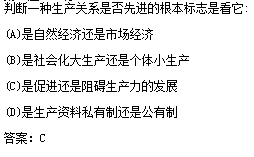 判断一种生产关系是否先进的根本标志是看它:
(A)是自然经济还是市场经济
(B)是社会化大生产还是个体小生产
(C)是促进还是阻碍生产力的发展
(D)是生产资料私有制还是公有制
答案：C